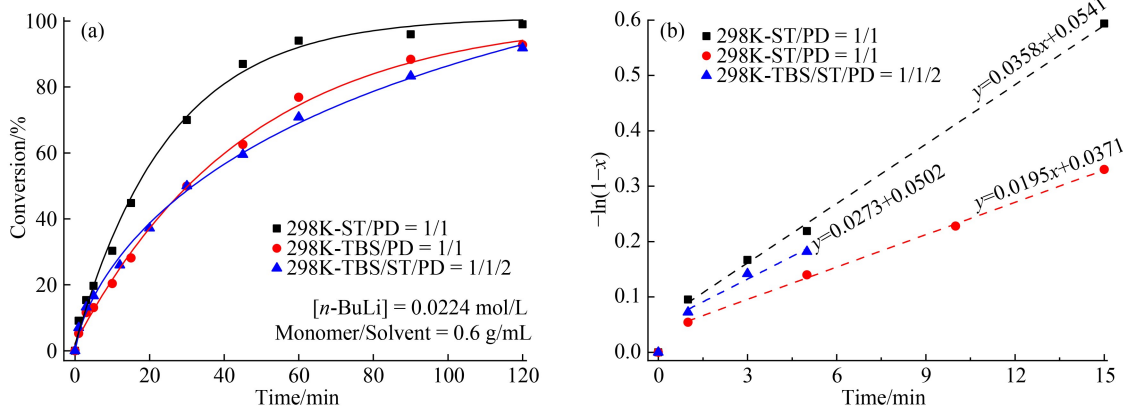 (a)
100
80
60
40
20
0
Conversion/%
298K-ST/PD = 1/1
298K-TBS/PD = 1/1
298K-TBS/ST/PD = 1/1/2
[n-BuLi] = 0.0224 mol/L
Monomer/Solvent = 0.6 g/mL
0 20 40 60 80 100 120
Time/min
(b)
0.6
0.5
0.4
0.3
0.2
0.1
0.0
−ln(1−x)
298K-ST/PD = 1/1
298K-ST/PD = 1/1
298K-TBS/ST/PD = 1/1/2
y=0.0358x+0.0541
y=0.0273+0.0502
y=0.0195x+0.0371
0 3 6 9 12 15
Time/min